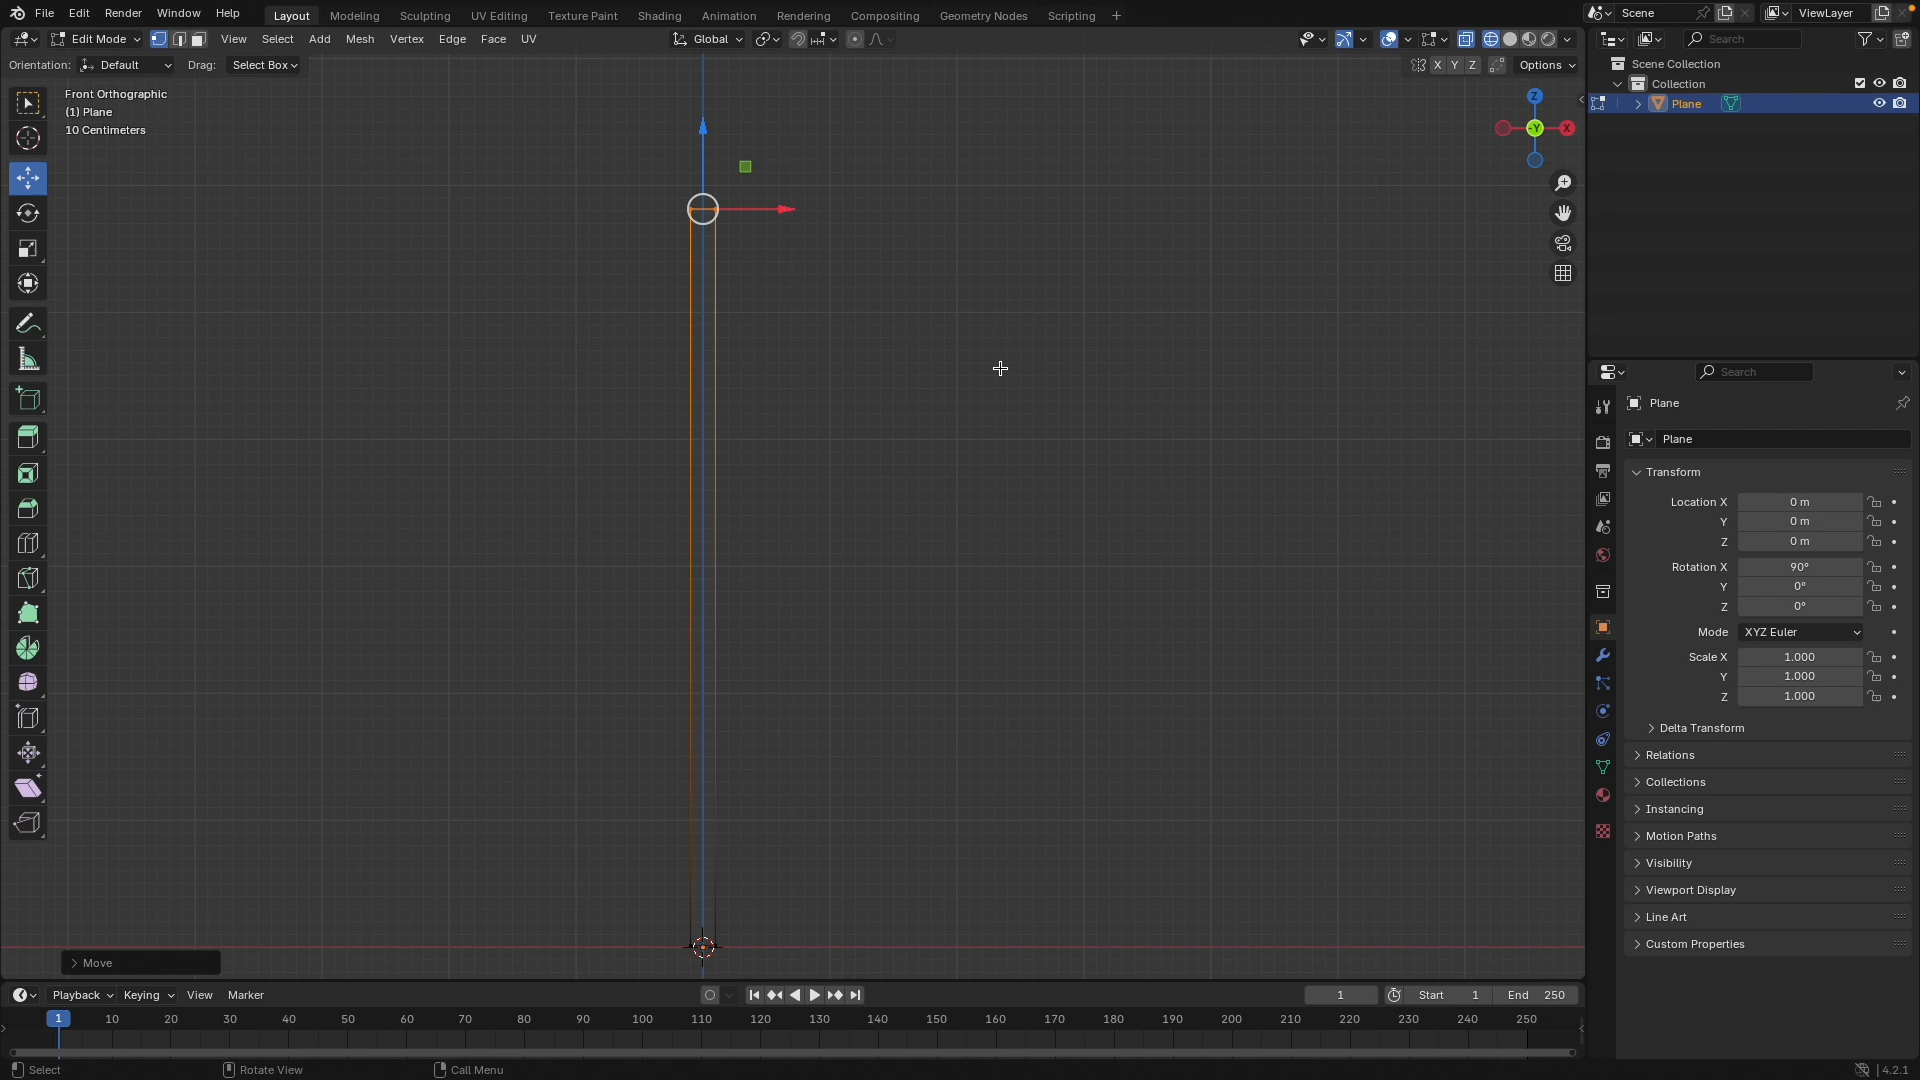 File Edit Render Window Help Layout Modeling Sculpting UV Editing Texture Paint Shading Animation Rendering Compositing Geometry Nodes Scripting + Scene ViewLayer
Edit Mode View Select Add Mesh Vertex Edge Face UV Global Search
Orientation: Default Drag: Select Box X Y Z Options
Scene Collection
Collection
Plane
Front Orthographic
(1) Plane
10 Centimeters
Z
-Y X
Search
Plane
Plane
Transform
Location X 0 m
Y 0 m
Z 0 m
Rotation X 90°
Y 0°
Z 0°
Mode XYZ Euler
Scale X 1.000
Y 1.000
Z 1.000
Delta Transform
Relations
Collections
Instancing
Motion Paths
Visibility
Viewport Display
Line Art
Custom Properties
Move
Playback Keying View Marker 1 Start 1 End 250
1 10 20 30 40 50 60 70 80 90 100 110 120 130 140 150 160 170 180 190 200 210 220 230 240 250
Select Rotate View Call Menu 4.2.1